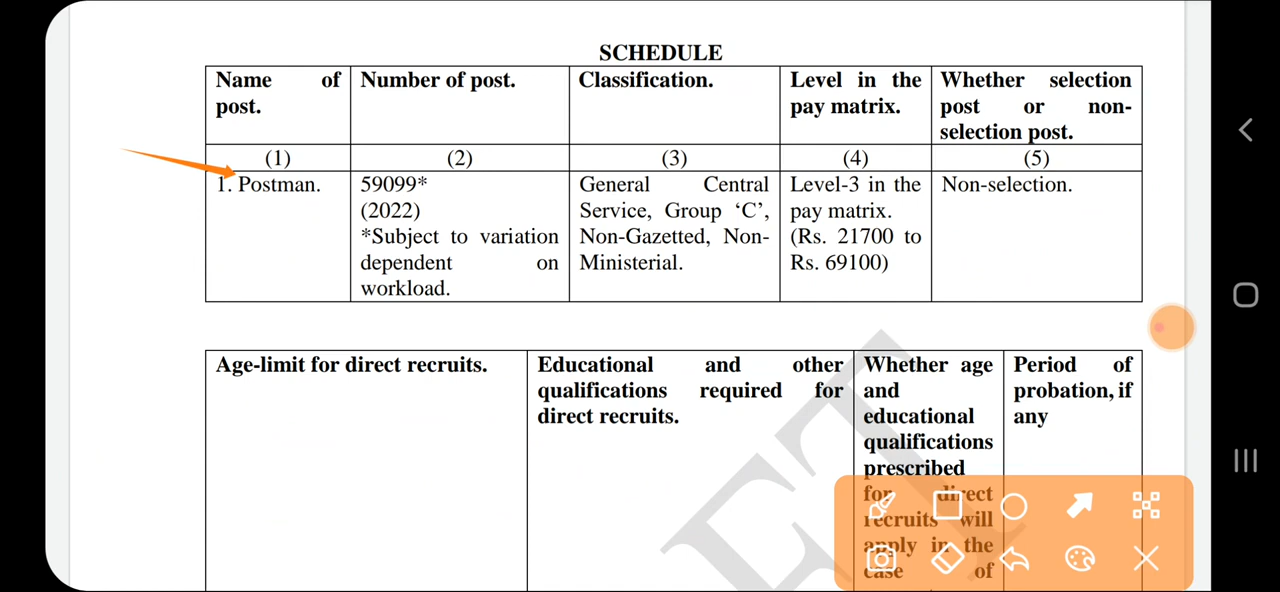 SCHEDULE
Name of post.
Number of post.
Classification.
Level in the pay matrix.
Whether selection post or non-selection post.
(1)
(2)
(3)
(4)
(5)
1. Postman.
59099*
(2022)
*Subject to variation dependent on workload.
General Central Service, Group ‘C’, Non-Gazetted, Non-Ministerial.
Level-3 in the pay matrix.
(Rs. 21700 to Rs. 69100)
Non-selection.
Age-limit for direct recruits.
Educational and other qualifications required for direct recruits.
Whether age and educational qualifications prescribed for direct recruits will apply in the case of
Period of probation, if any